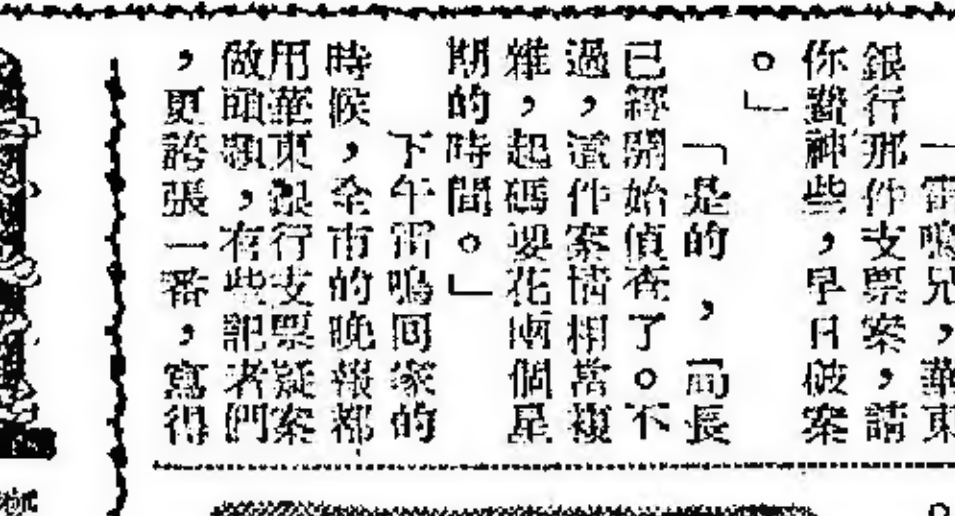 「雷鳴兄，華東
銀行那件支票案，請
你費神些，早日破案
。」
「是的，局長
已經開始偵查了。不
過，這件案情相當複
雜，起碼要花兩個星
期的時間。」
下午雷鳴回家的
時候，全市的晚報都
用華東銀行支票疑案
做頭題，有些記者們
，更誇張一番，寫得